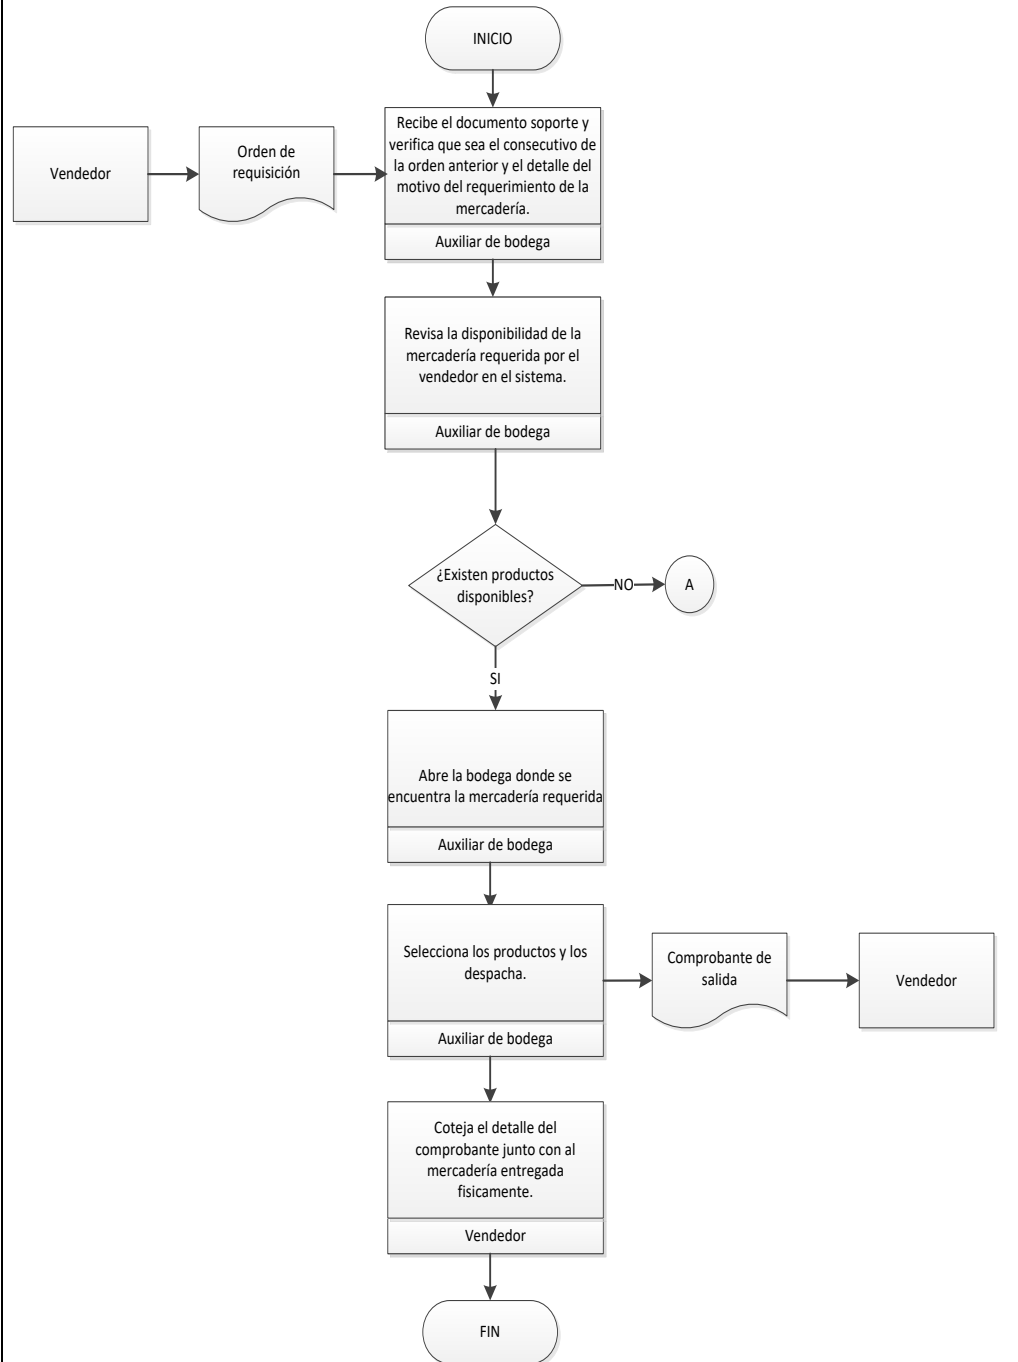 INICIO
Vendedor
Orden de
requisición
Recibe el documento soporte y
verifica que sea el consecutivo de
la orden anterior y el detalle del
motivo del requerimiento de la
mercadería.
Auxiliar de bodega
Revisa la disponibilidad de la
mercadería requerida por el
vendedor en el sistema.
Auxiliar de bodega
¿Existen productos
disponibles?
NO
A
SI
Abre la bodega donde se
encuentra la mercadería requerida
Auxiliar de bodega
Selecciona los productos y los
despacha.
Auxiliar de bodega
Comprobante de
salida
Vendedor
Coteja el detalle del
comprobante junto con al
mercadería entregada
fisicamente.
Vendedor
FIN